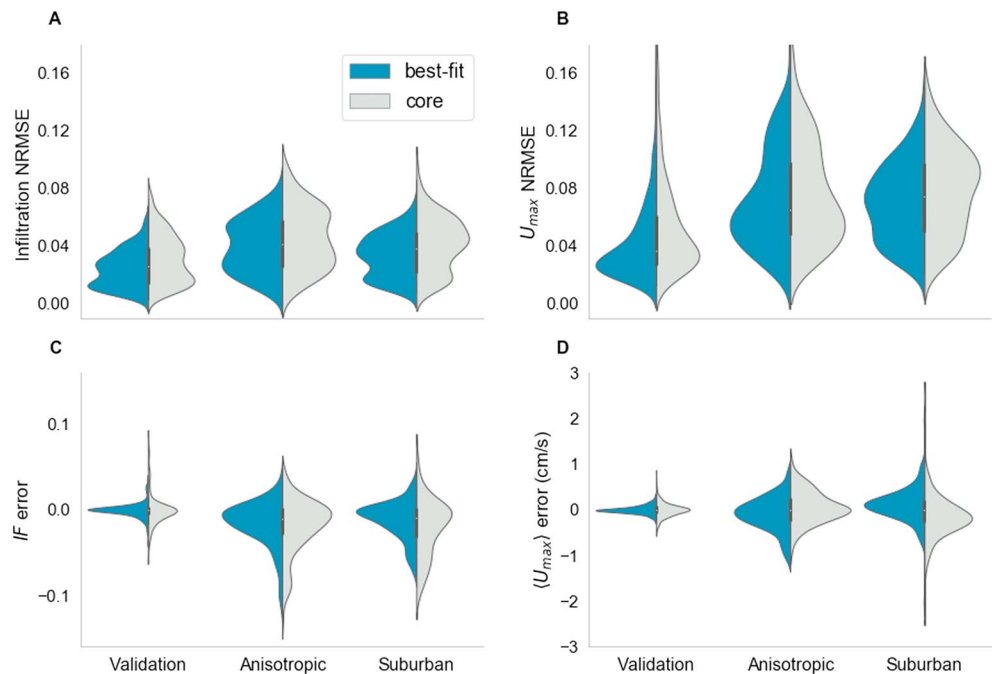 A
Infiltration NRMSE
0.16
0.12
0.08
0.04
0.00
best-fit
core
B
U_max NRMSE
0.16
0.12
0.08
0.04
0.00
C
IF error
0.1
0.0
−0.1
Validation
Anisotropic
Suburban
D
⟨U_max⟩ error (cm/s)
3
2
1
0
−1
−2
−3
Validation
Anisotropic
Suburban